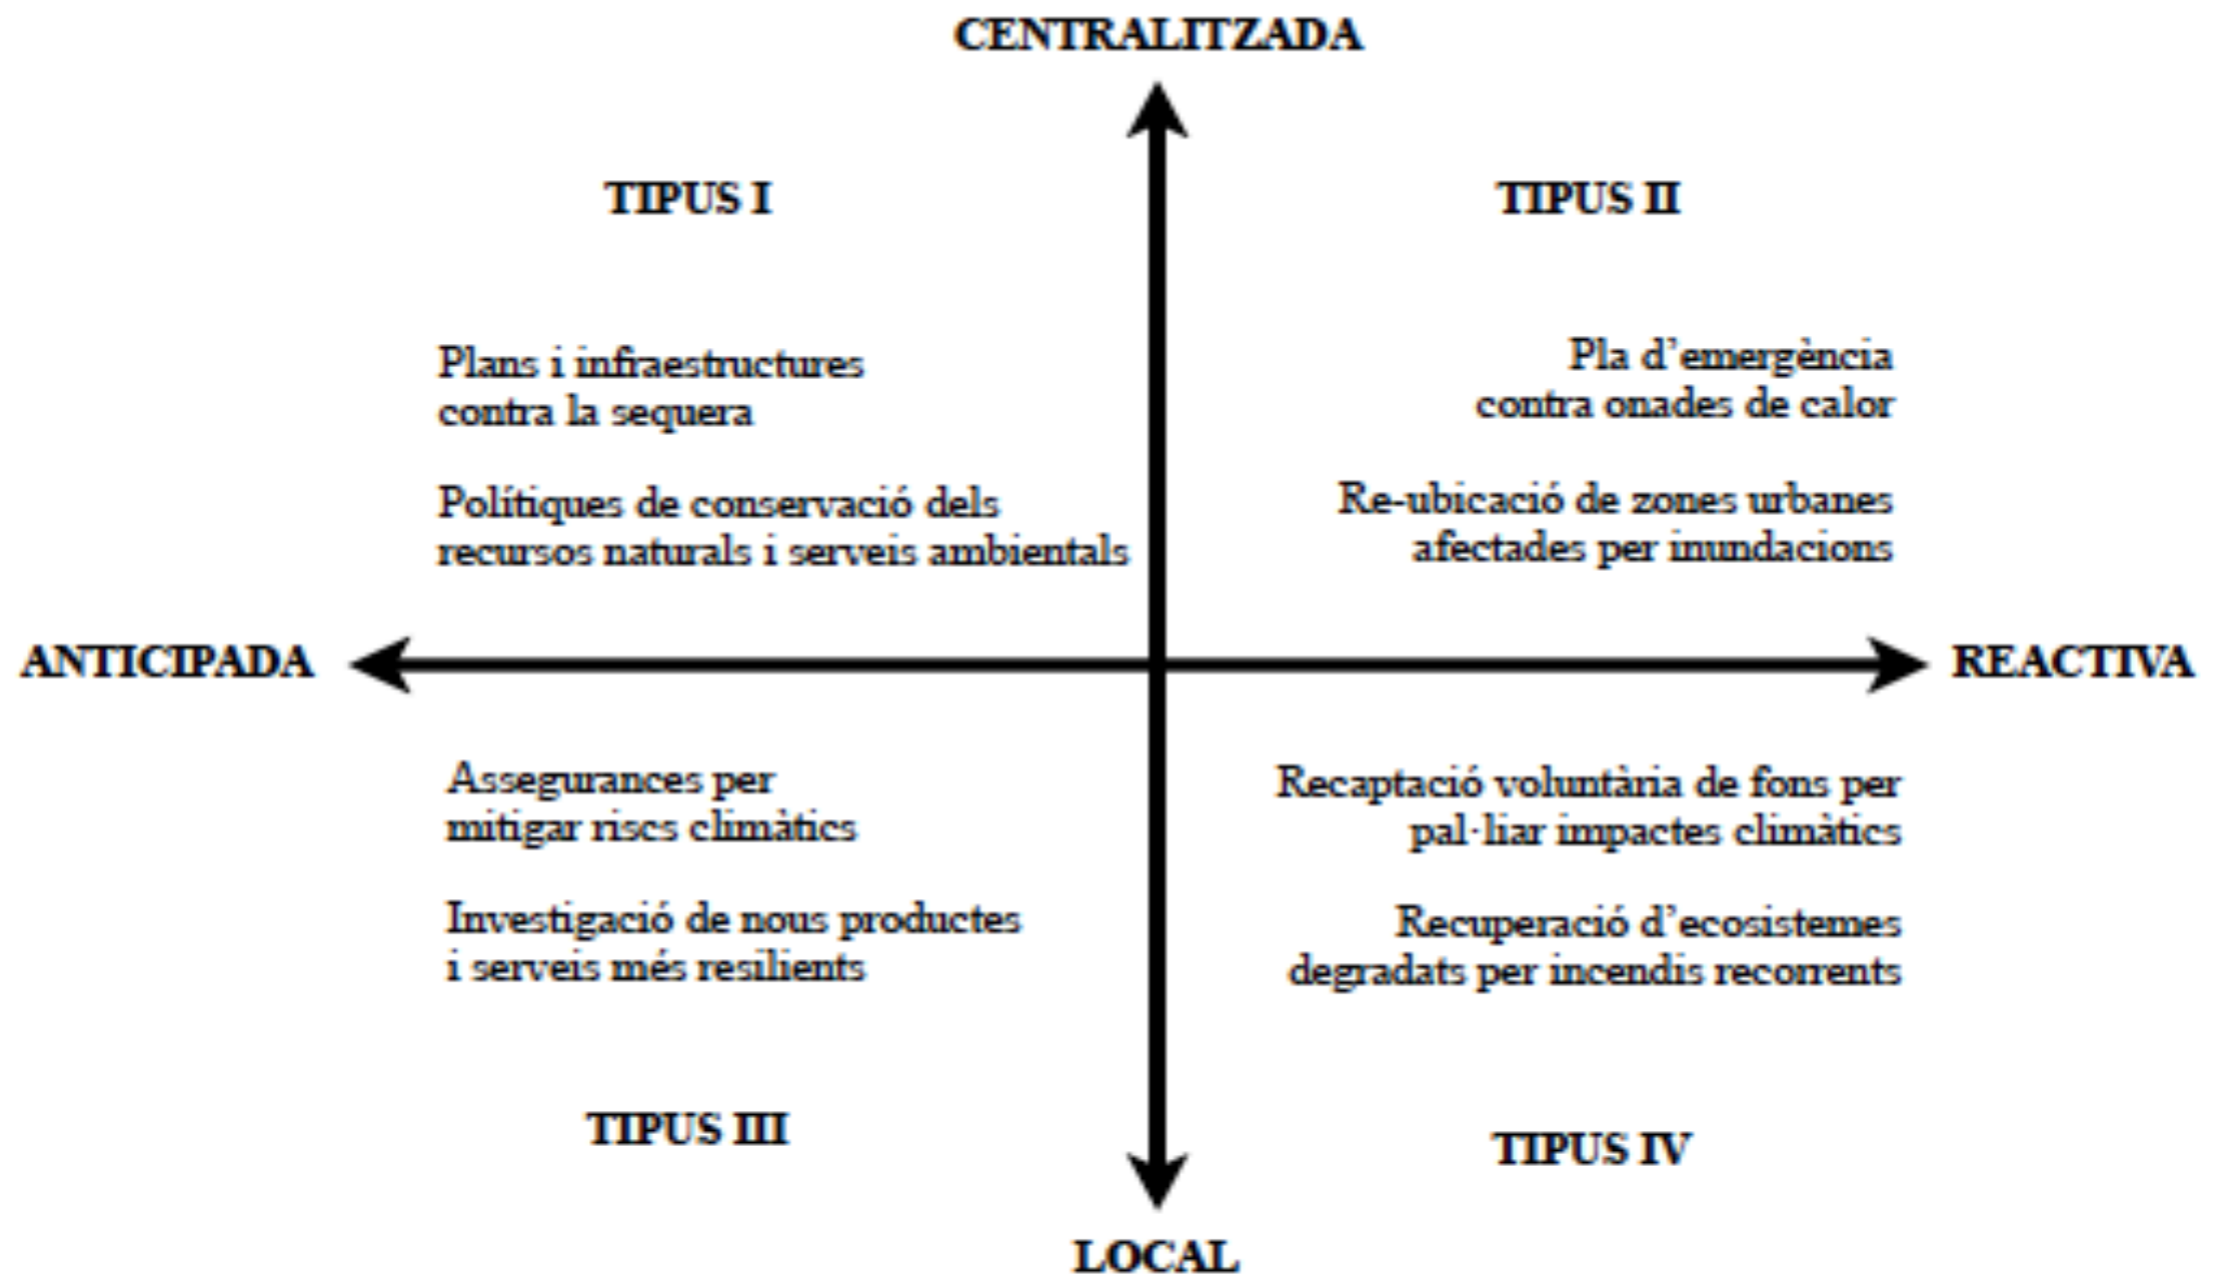 CENTRALITZADA
TIPUS I
TIPUS II
Plans i infraestructures
contra la sequera
Polítiques de conservació dels
recursos naturals i serveis ambientals
Pla d'emergència
contra onades de calor
Re-ubicació de zones urbanes
afectades per inundacions
ANTICIPADA
REACTIVA
Assegurances per
mitigar riscs climàtics
Investigació de nous productes
i serveis més resilients
Recaptació voluntària de fons per
pal·liar impactes climàtics
Recuperació d'ecosistemes
degradats per incendis recorrents
TIPUS III
TIPUS IV
LOCAL